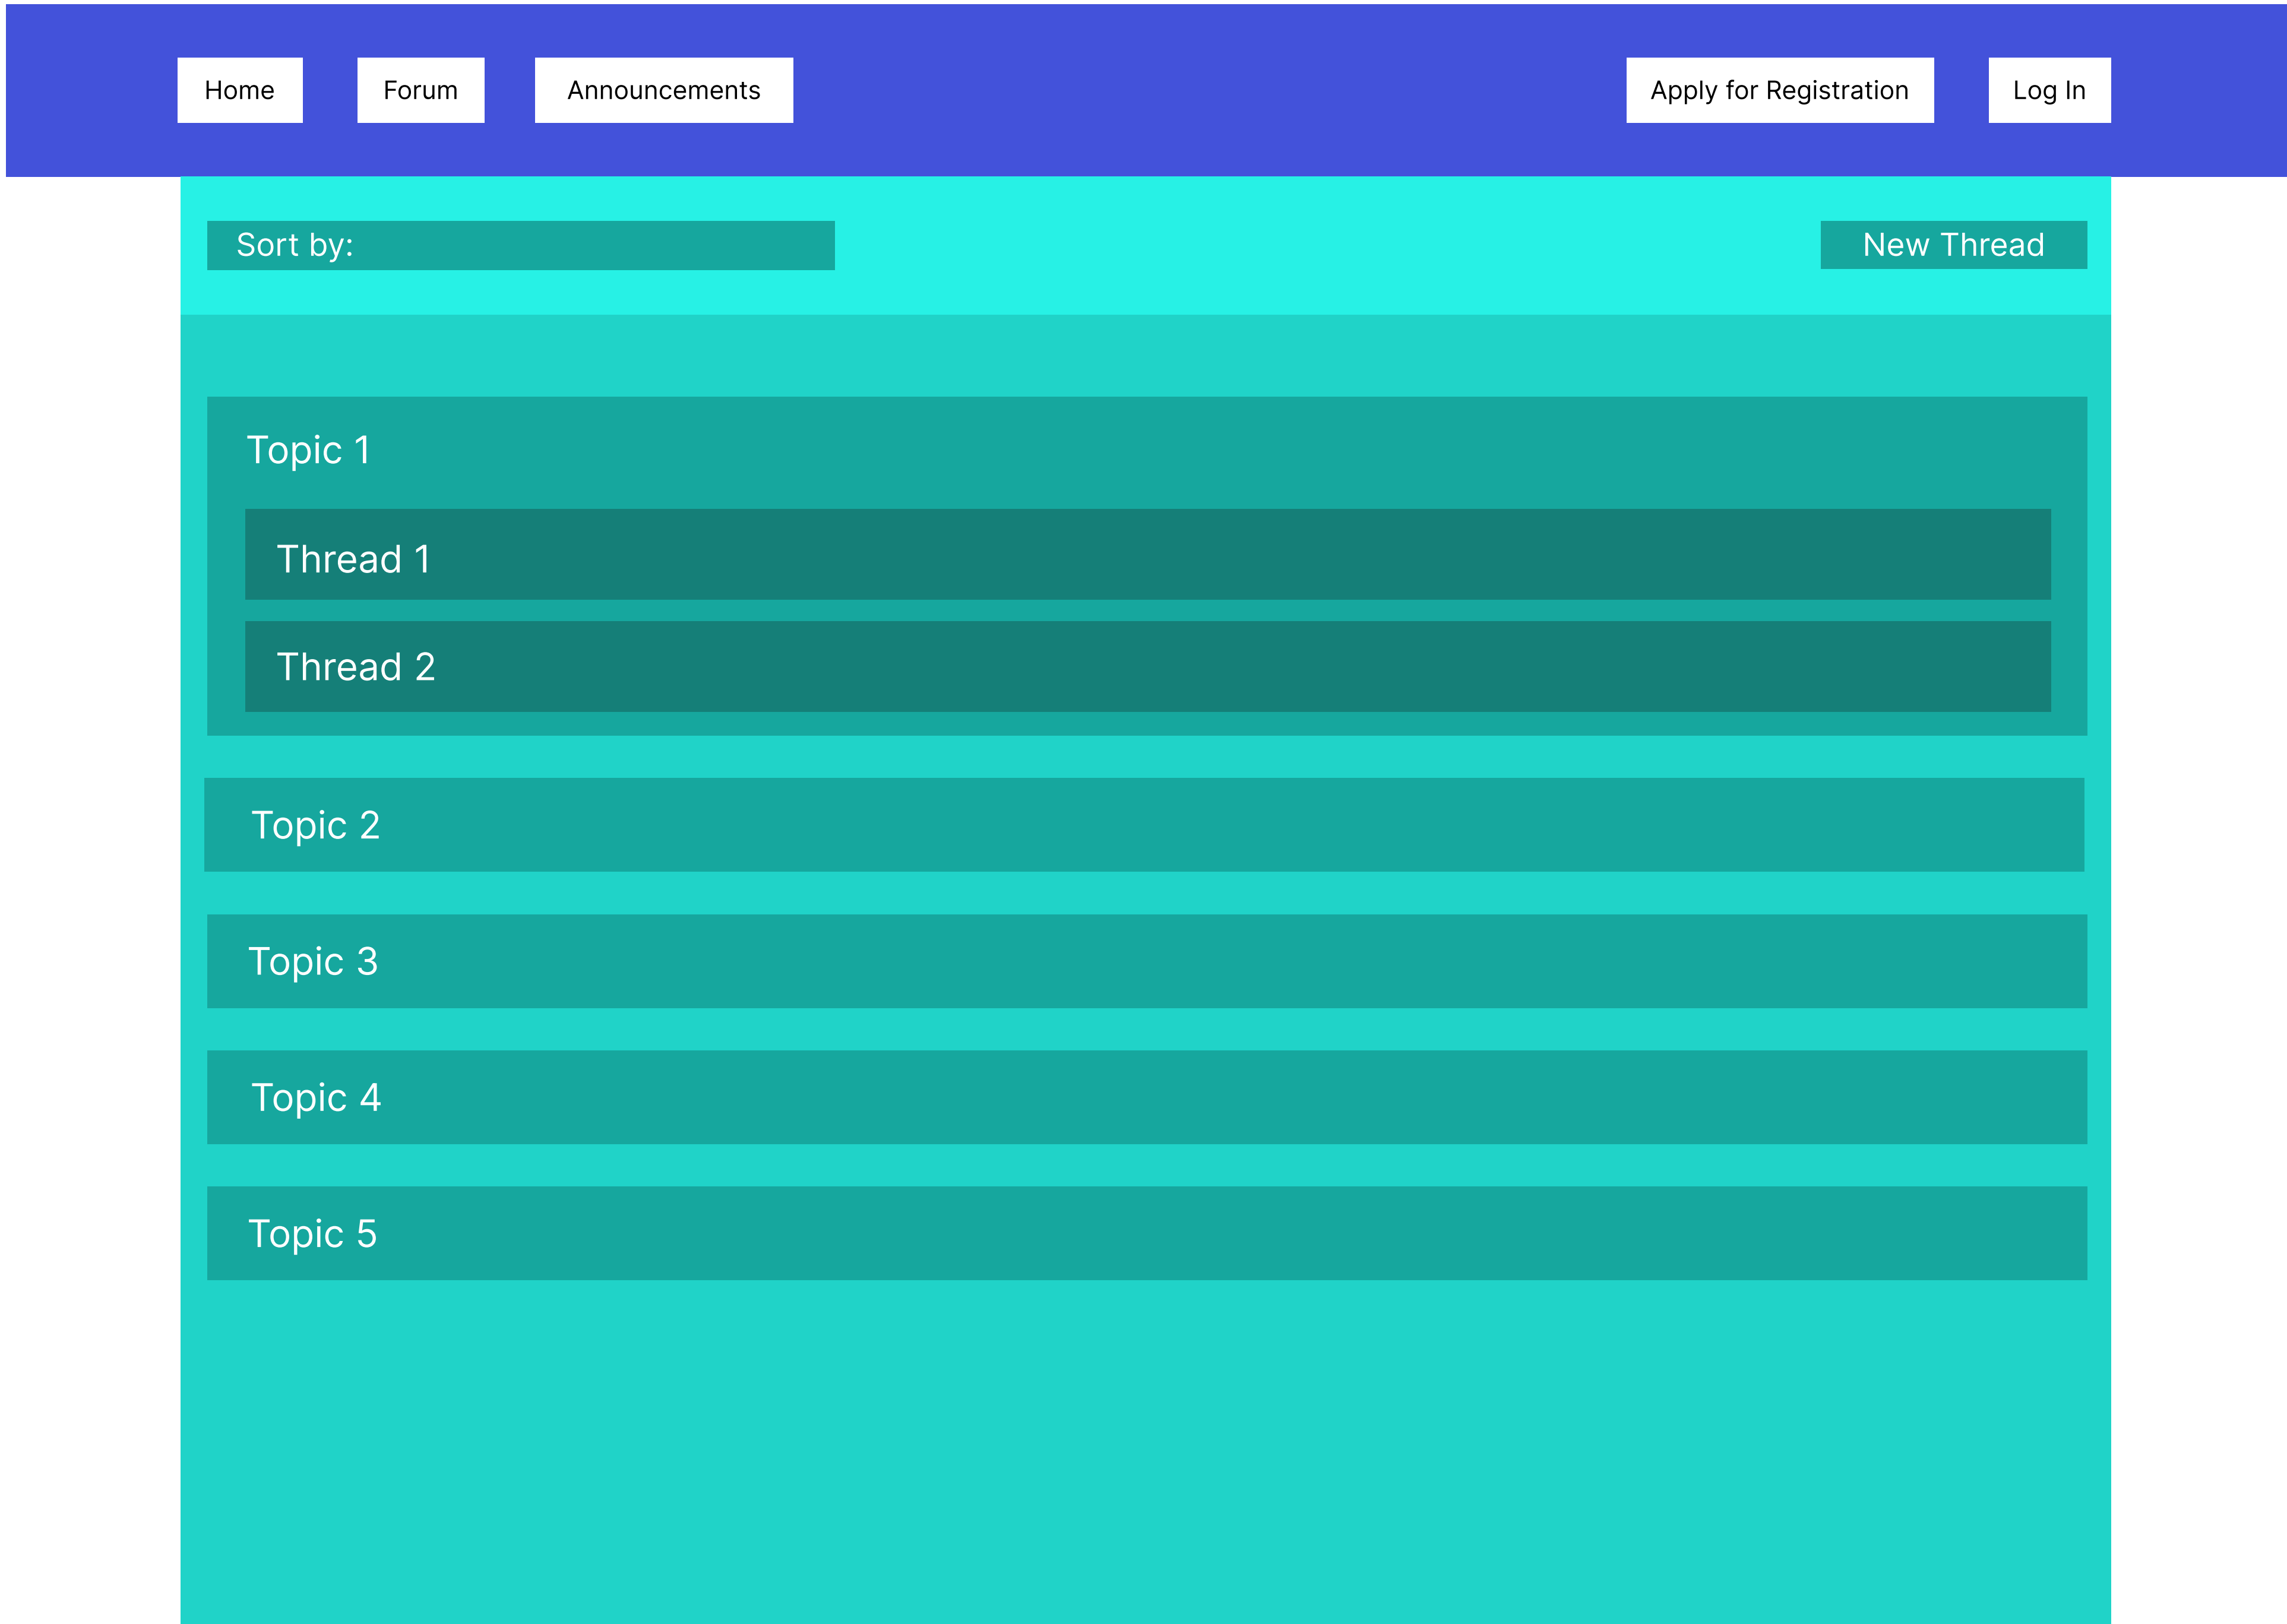 Home
Forum
Announcements
Apply for Registration
Log In
Sort by:
New Thread
Topic 1
Thread 1
Thread 2
Topic 2
Topic 3
Topic 4
Topic 5